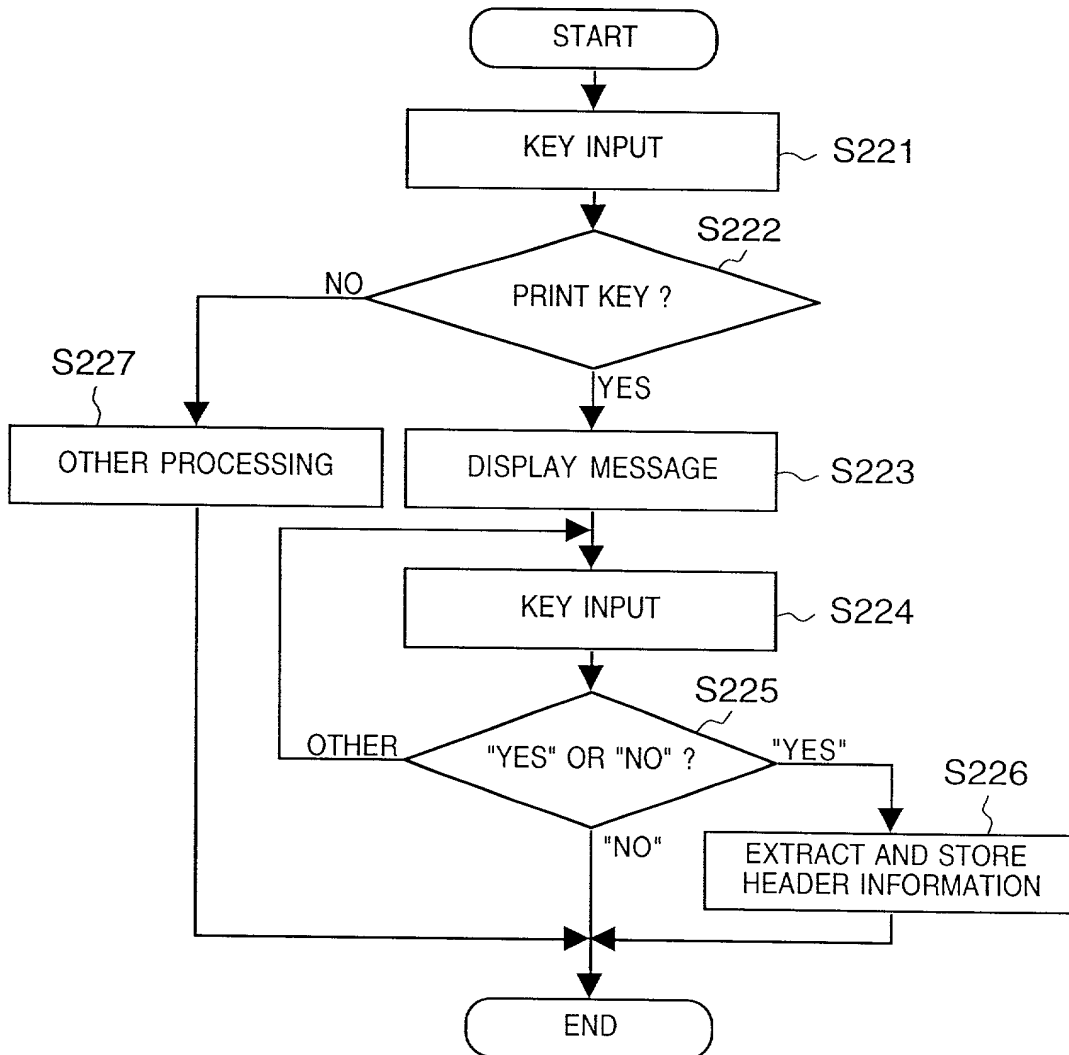 START
KEY INPUT
S221
S222
PRINT KEY ?
NO
YES
S227
OTHER PROCESSING
DISPLAY MESSAGE
S223
KEY INPUT
S224
S225
"YES" OR "NO" ?
OTHER
"YES"
"NO"
S226
EXTRACT AND STORE
HEADER INFORMATION
END